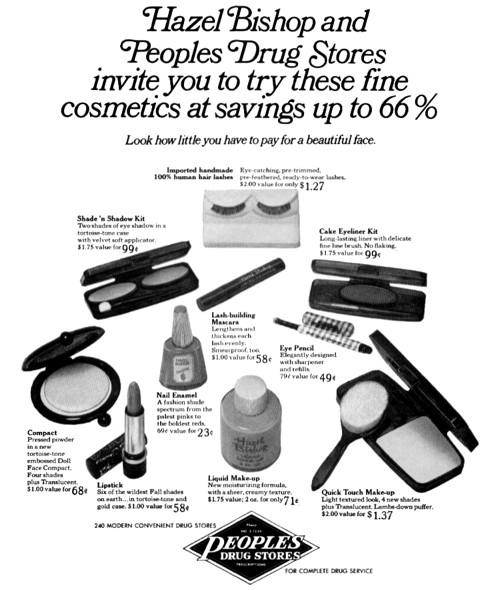 Hazel Bishop and
Peoples Drug Stores
invite you to try these fine
cosmetics at savings up to 66%
Look how little you have to pay for a beautiful face.
Imported handmade
100% human hair lashes
Eye-catching, pre-trimmed,
pre-feathered, ready-to-wear lashes.
$2.00 value for only $1.27
Shade 'n Shadow Kit
Two shades of eye shadow in a
tortoise-tone case
with velvet soft applicator.
$1.75 value for 99¢
Cake Eyeliner Kit
Long-lasting liner with delicate
fine line brush. No flaking.
$1.75 value for 99¢
Lash-building
Mascara
Lengthens and
thickens each
lash evenly.
Smearproof, too.
$1.00 value for 58¢
Eye Pencil
Elegantly designed
with sharpener
and refills.
79¢ value for 49¢
Nail Enamel
A fashion shade
spectrum from the
palest pinks to
the boldest reds.
69¢ value for 23¢
Compact
Pressed powder
in a new
tortoise-tone
embossed Doll
Face Compact.
Four shades
plus Translucent.
$1.00 value for 68¢
Lipstick
Six of the wildest Fall shades
on earth...in tortoise-tone and
gold case. $1.00 value for 58¢
Hazel
Bishop
Liquid Make-up
New moisturizing formula,
with a sheer, creamy texture.
$1.75 value; 2 oz. for only 71¢
Quick Touch Make-up
Light textured look, 4 new shades
plus Translucent. Lambs-down puffer.
$2.00 value for $1.37
240 MODERN CONVENIENT DRUG STORES
PEOPLES
DRUG STORES
PRESCRIPTIONS
FOR COMPLETE DRUG SERVICE